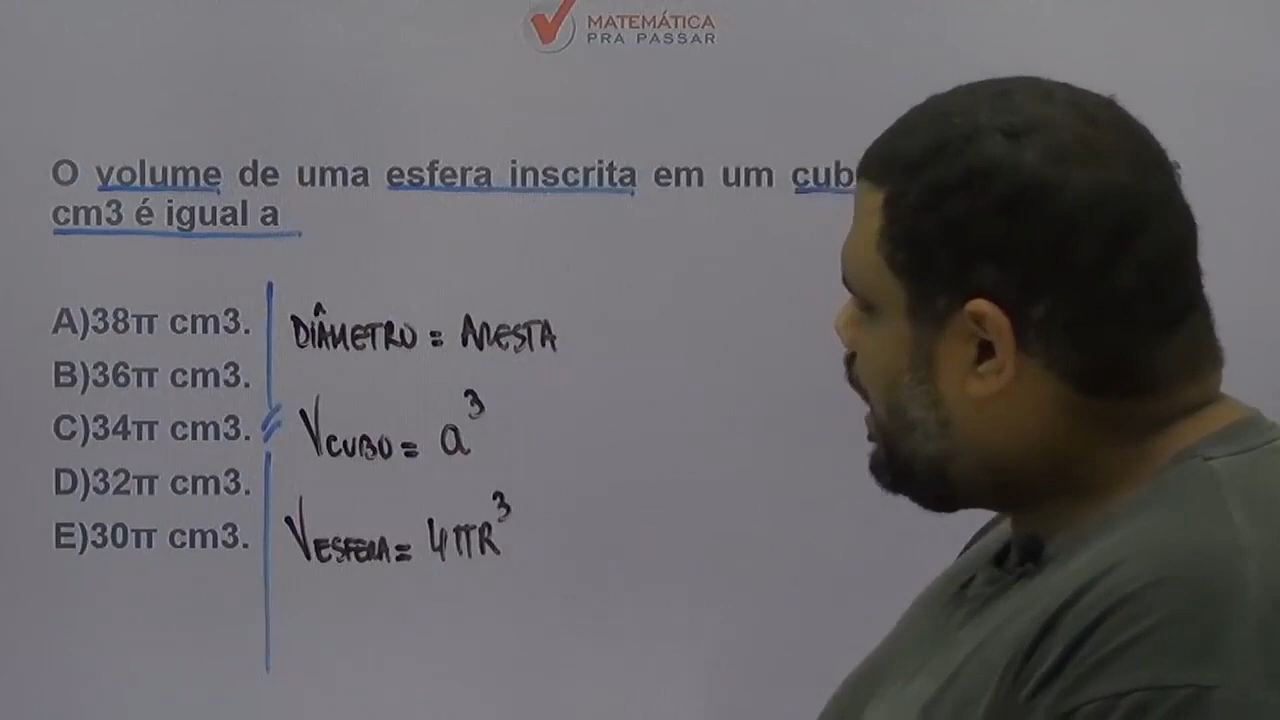 MATEMÁTICA
PRA PASSAR
O volume de uma esfera inscrita em um cub
cm3 é igual a
A)38π cm3.
B)36π cm3.
C)34π cm3.
D)32π cm3.
E)30π cm3.
DIÂMETRO = ARESTA
VCUBO = a³
VESFERA = 4πR³